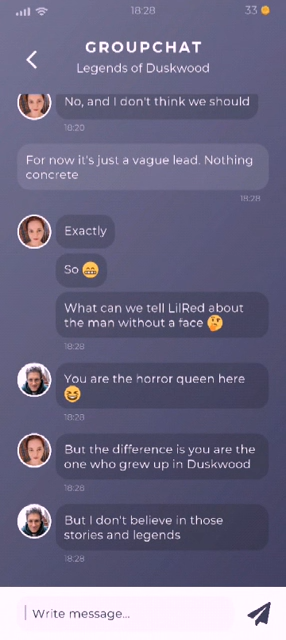 18:28
33
GROUPCHAT
Legends of Duskwood
No, and I don't think we should
18:20
For now it's just a vague lead. Nothing
concrete
18:28
Exactly
So 😁
What can we tell LilRed about
the man without a face 🤔
18:28
You are the horror queen here
😆
18:28
But the difference is you are the
one who grew up in Duskwood
18:28
But I don't believe in those
stories and legends
18:28
Write message...